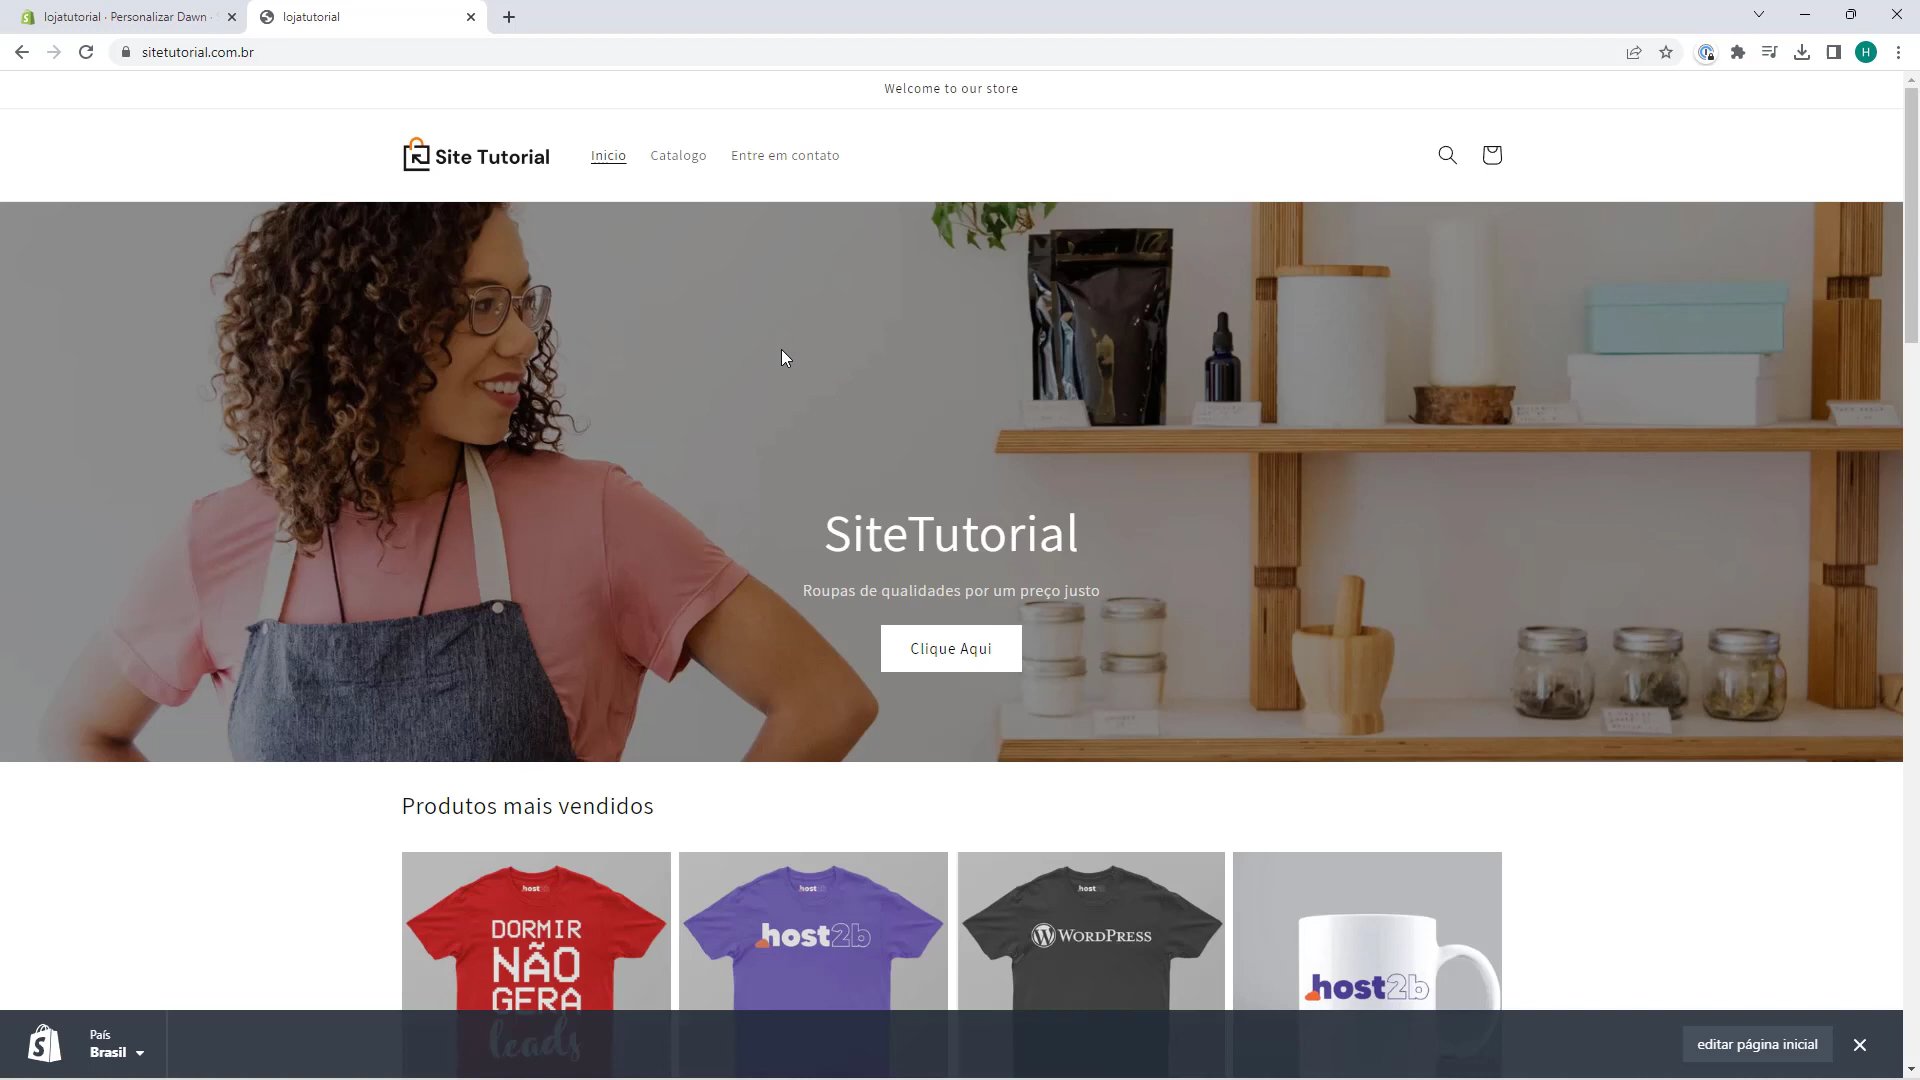 lojatutorial · Personalizar Dawn ·
lojatutorial
sitetutorial.com.br
H
Welcome to our store
Site Tutorial
Inicio
Catalogo
Entre em contato
SiteTutorial
Roupas de qualidades por um preço justo
Clique Aqui
Produtos mais vendidos
host
DORMIR
NÃO
GERA
leads
host
host2b
host
WORDPRESS
host2b
País
Brasil
editar página inicial